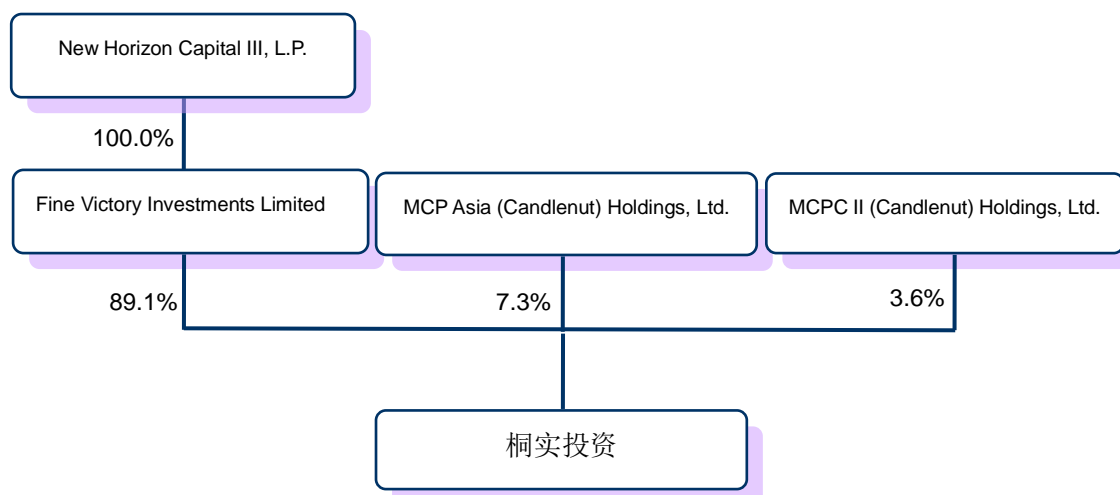 New Horizon Capital III, L.P.
100.0%
Fine Victory Investments Limited
MCP Asia (Candlenut) Holdings, Ltd.
MCPC II (Candlenut) Holdings, Ltd.
89.1%
7.3%
3.6%
桐实投资